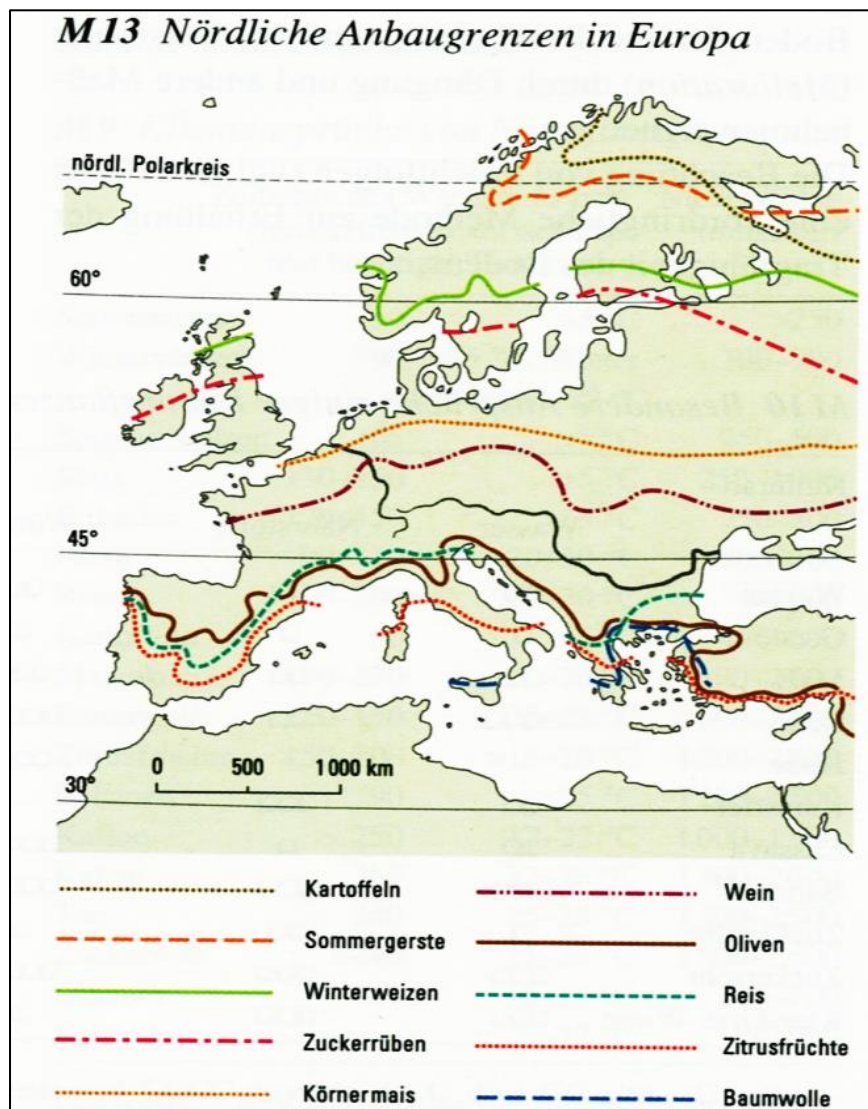 M13 Nördliche Anbaugrenzen in Europa
nördl. Polarkreis
60°
45°
30°
0 500 1000 km
Kartoffeln
Sommergerste
Winterweizen
Zuckerrüben
Körnermais
Wein
Oliven
Reis
Zitrusfrüchte
Baumwolle